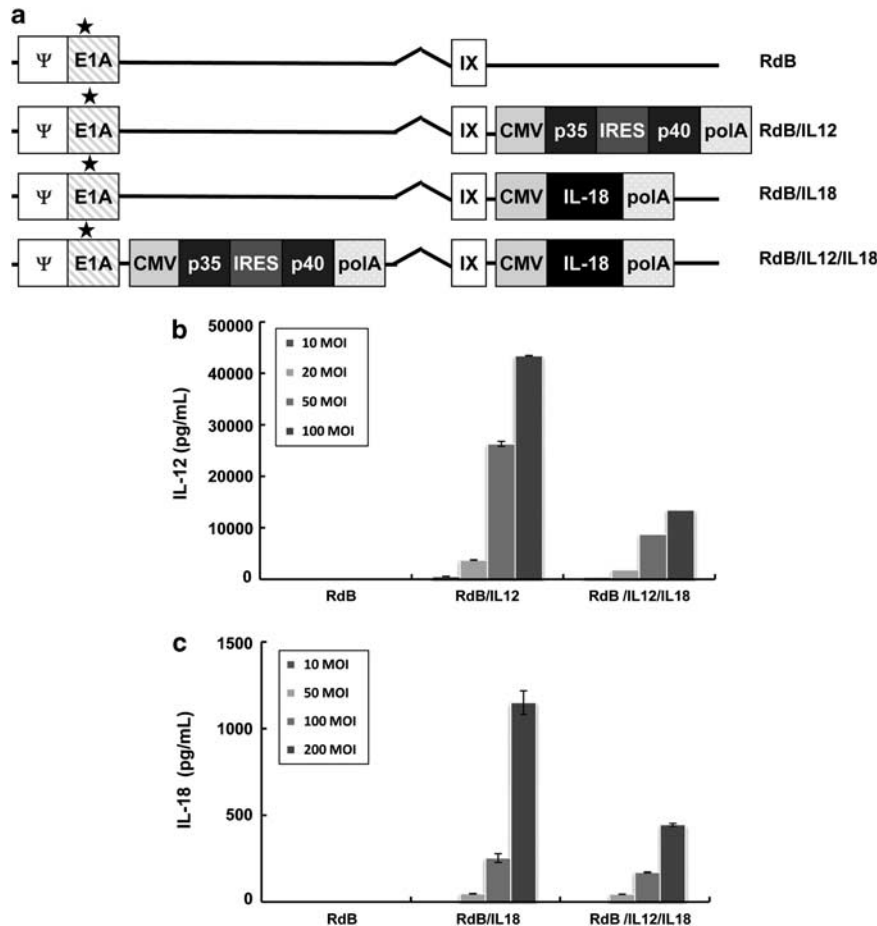 a
Ψ E1A IX RdB
Ψ E1A IX CMV p35 IRES p40 polA RdB/IL12
Ψ E1A IX CMV IL-18 polA RdB/IL18
Ψ E1A CMV p35 IRES p40 polA IX CMV IL-18 polA RdB/IL12/IL18
b
50000
40000
30000
20000
10000
0
IL-12 (pg/mL)
10 MOI
20 MOI
50 MOI
100 MOI
RdB RdB/IL12 RdB /IL12/IL18
c
1500
1000
500
0
IL-18 (pg/mL)
10 MOI
50 MOI
100 MOI
200 MOI
RdB RdB/IL18 RdB /IL12/IL18